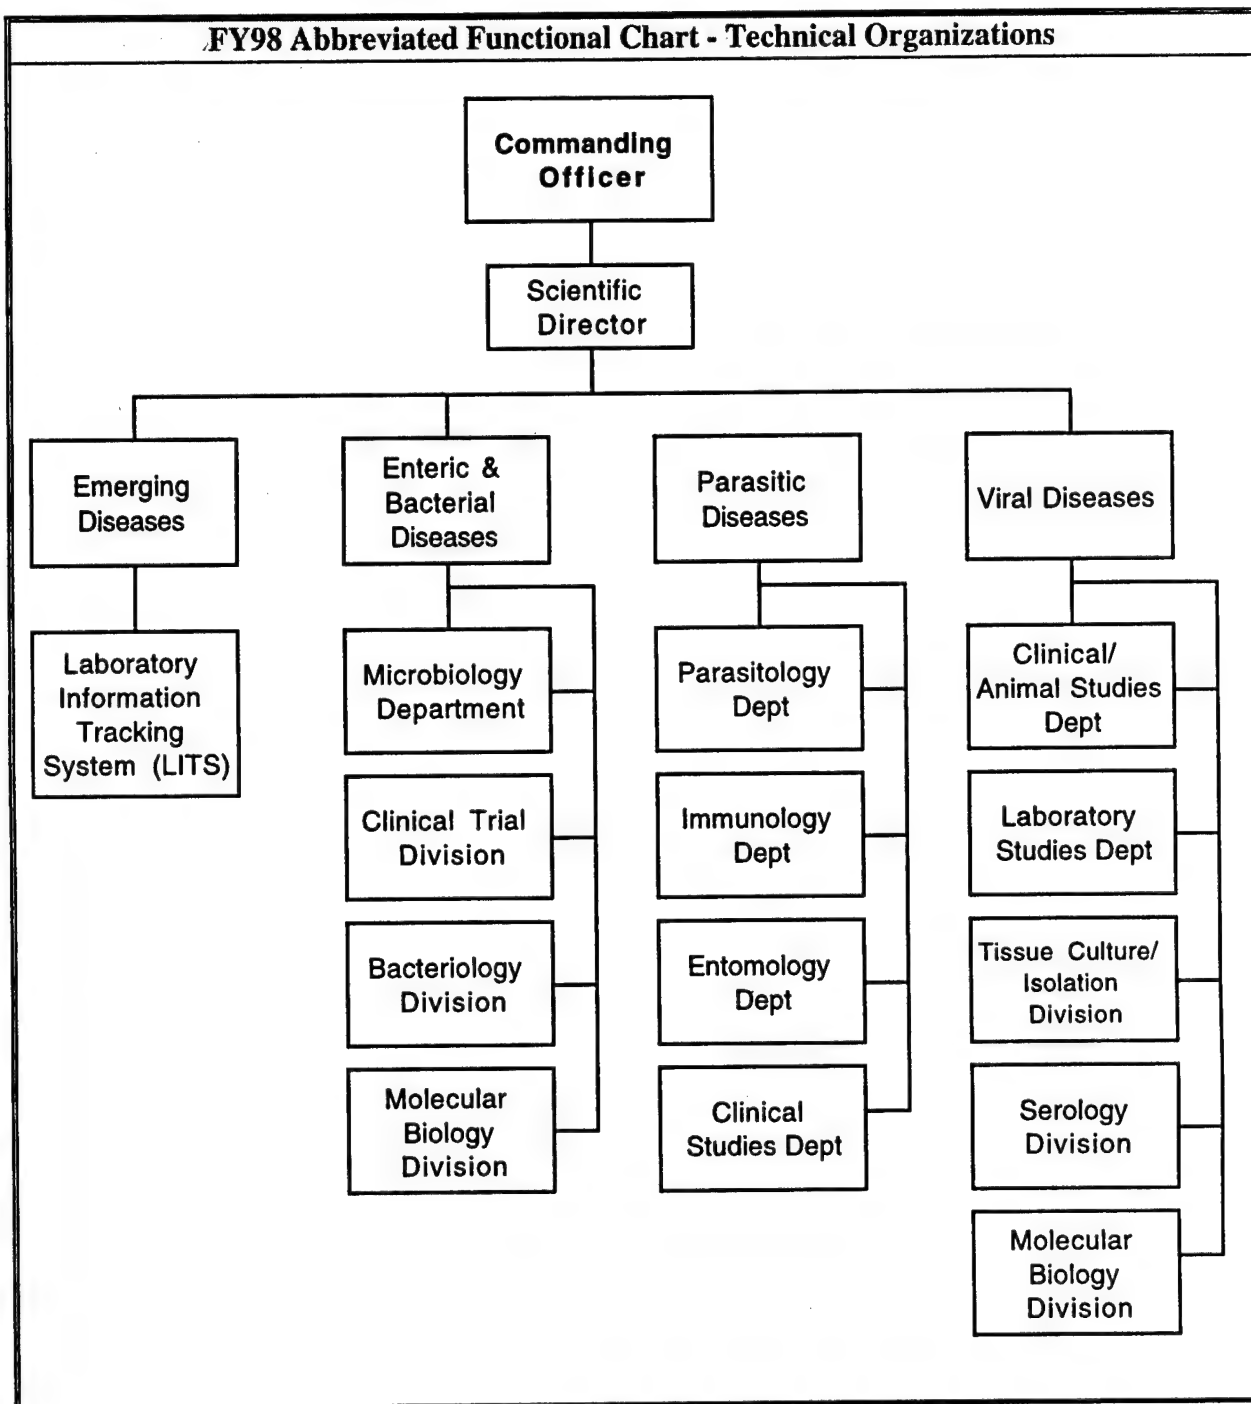 FY98 Abbreviated Functional Chart - Technical Organizations
Commanding
Officer
Scientific
Director
Emerging
Diseases
Enteric &
Bacterial
Diseases
Parasitic
Diseases
Viral Diseases
Laboratory
Information
Tracking
System (LITS)
Microbiology
Department
Clinical Trial
Division
Bacteriology
Division
Molecular
Biology
Division
Parasitology
Dept
Immunology
Dept
Entomology
Dept
Clinical
Studies Dept
Clinical/
Animal Studies
Dept
Laboratory
Studies Dept
Tissue Culture/
Isolation
Division
Serology
Division
Molecular
Biology
Division